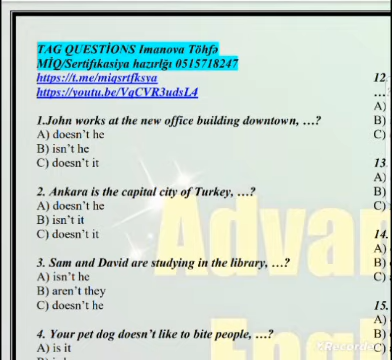 TAG QUESTİONS Imanova Töhfə
MİQ/Sertifikasiya hazırlğı 0515718247
https://t.me/miqsrtfksya
https://youtu.be/VqCVR3udsL4
1.John works at the new office building downtown, …?
A) doesn't he
B) isn't he
C) doesn't it
2. Ankara is the capital city of Turkey, …?
A) doesn't he
B) isn't it
C) doesn't it
3. Sam and David are studying in the library, …?
A) isn't he
B) aren't they
C) doesn't he
4. Your pet dog doesn't like to bite people, …?
A) is it
12
…
A)
B)
C)
13.
A)
B)
C)
14.
A)
B)
C)
15.
A)
B)
C)
Advan